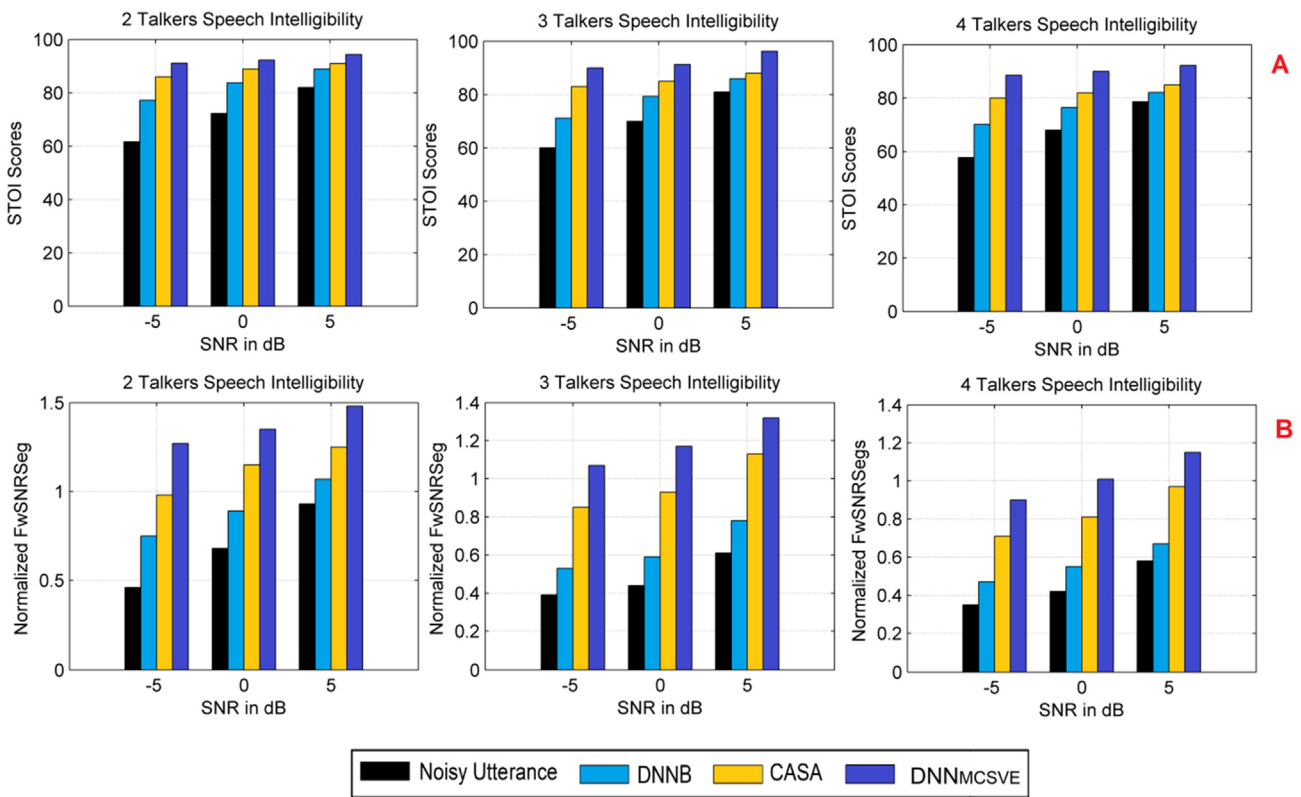 2 Talkers Speech Intelligibility
3 Talkers Speech Intelligibility
4 Talkers Speech Intelligibility
A
STOI Scores
100
80
60
40
20
0
-5
0
5
SNR in dB
STOI Scores
100
80
60
40
20
0
-5
0
5
SNR in dB
STOI Scores
100
80
60
40
20
0
-5
0
5
SNR in dB
2 Talkers Speech Intelligibility
3 Talkers Speech Intelligibility
4 Talkers Speech Intelligibility
B
Normalized FwSNRSeg
1.5
1
0.5
0
-5
0
5
SNR in dB
Normalized FwSNRSeg
1.4
1.2
1
0.8
0.6
0.4
0.2
0
-5
0
5
SNR in dB
Normalized FwSNRSegs
1.4
1.2
1
0.8
0.6
0.4
0.2
0
-5
0
5
SNR in dB
Noisy Utterance DNNB CASA DNNMCSVE